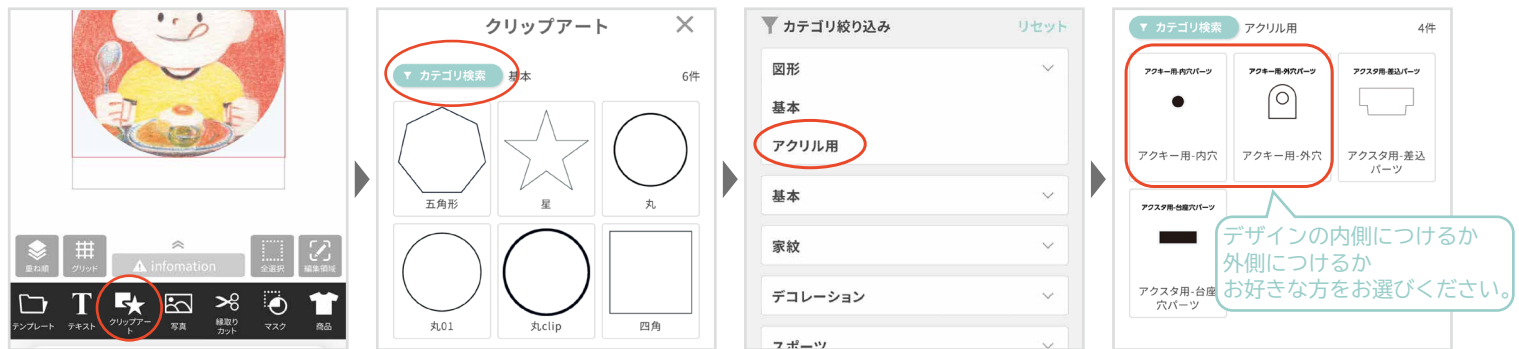 重ね順
グリッド
infomation
全選択
編集領域
テンプレート
テキスト
クリップアー
ト
写真
縁取り
カット
マスク
商品
クリップアート
カテゴリ検索
基本
6件
五角形
星
丸
丸01
丸clip
四角
カテゴリ絞り込み
リセット
図形
基本
アクリル用
基本
家紋
デコレーション
スポーツ
カテゴリ検索
アクリル用
4件
アクキー用-内穴パーツ
アクキー用-外穴パーツ
アクスタ用-差込パーツ
アクキー用-内穴
アクキー用-外穴
アクスタ用-差込
パーツ
アクスタ用-台座穴パーツ
アクスタ用-台座
穴パーツ
デザインの内側につけるか
外側につけるか
お好きな方をお選びください。